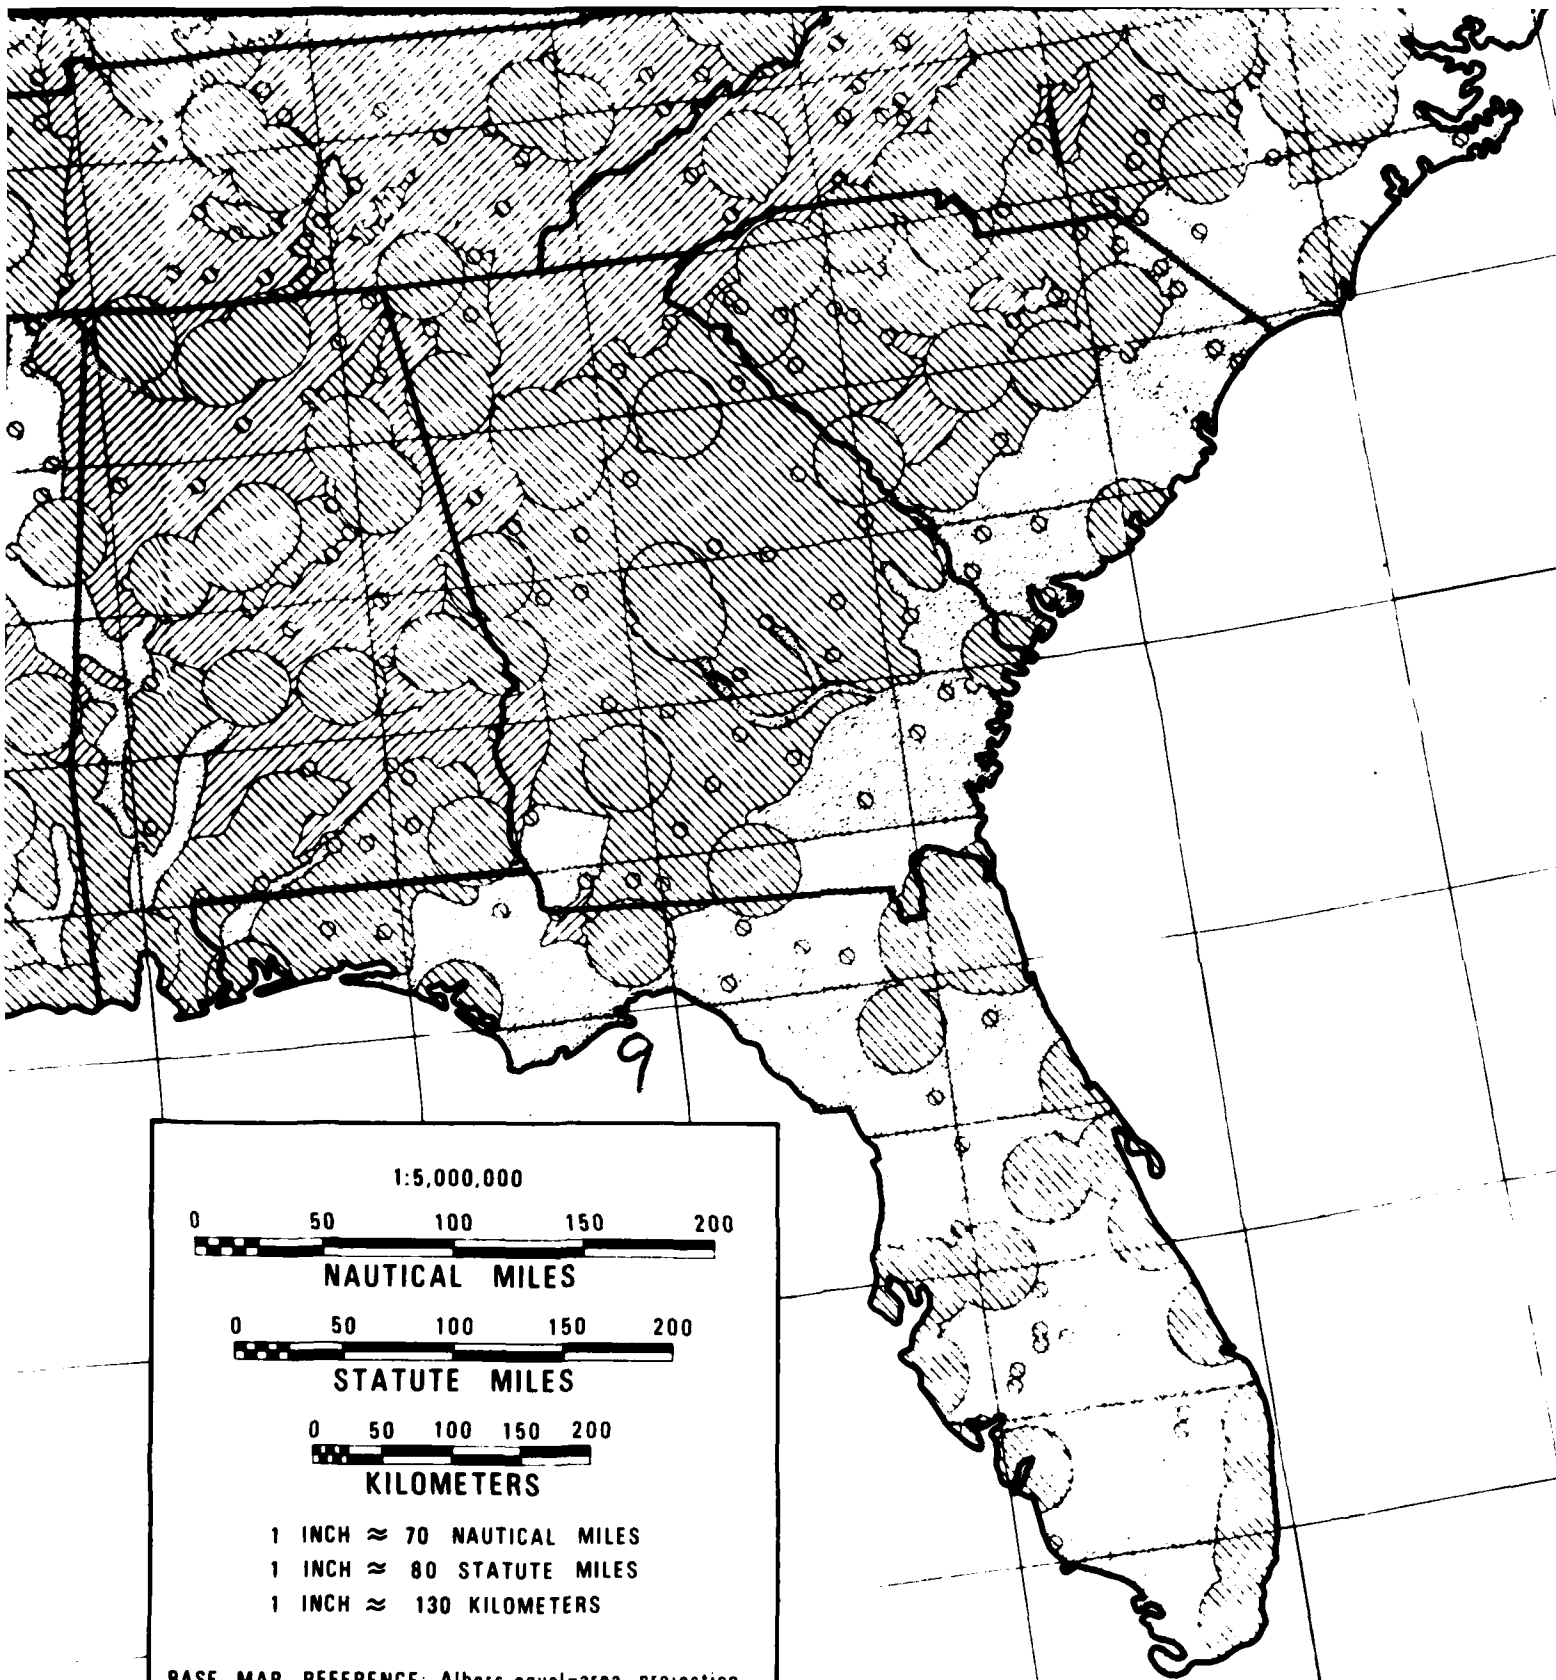 9
1:5,000,000
0 50 100 150 200
NAUTICAL MILES
0 50 100 150 200
STATUTE MILES
0 50 100 150 200
KILOMETERS
1 INCH ≈ 70 NAUTICAL MILES
1 INCH ≈ 80 STATUTE MILES
1 INCH ≈ 130 KILOMETERS
BASE MAP REFERENCE: Albers equal-area projection